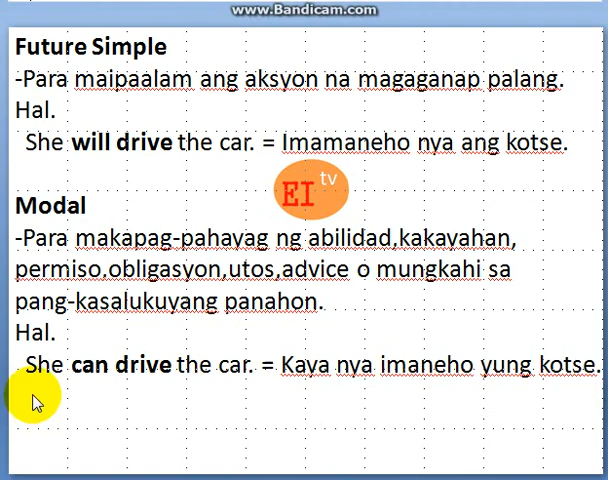 www.Bandicam.com
Future Simple
-Para maipaalam ang aksyon na magaganap palang.
Hal.
She will drive the car. = Imamaneho nya ang kotse.
EI tv
Modal
-Para makapag-pahayag ng abilidad,kakayahan,
permiso,obligasyon,utos,advice o mungkahi sa
pang-kasalukuyang panahon.
Hal.
She can drive the car. = Kaya nya imaneho yung kotse.